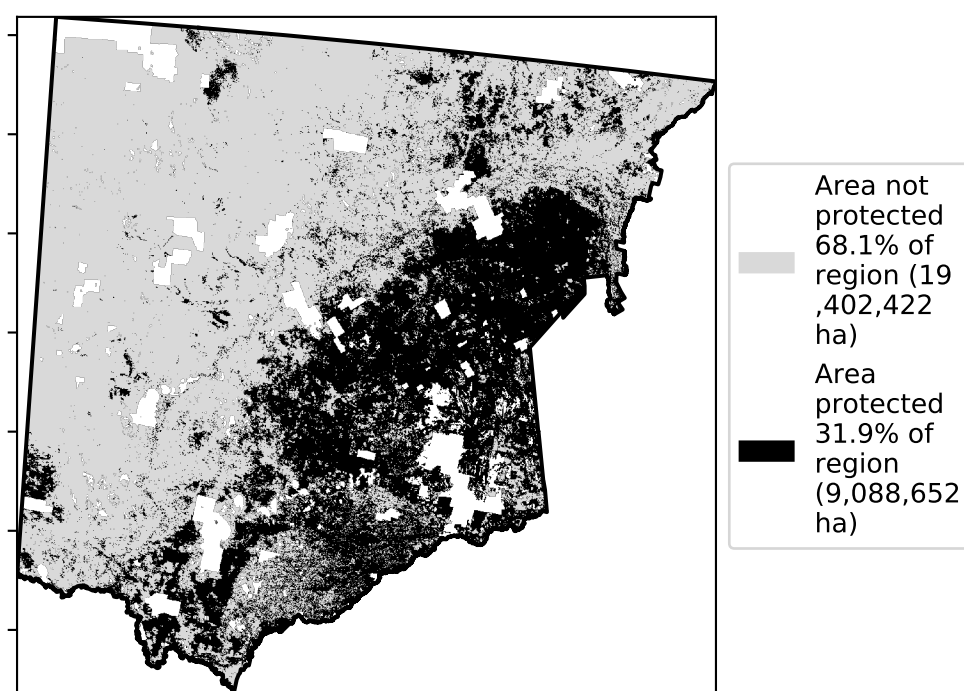 Area not
protected
68.1% of
region (19
,402,422
ha)
Area
protected
31.9% of
region
(9,088,652
ha)